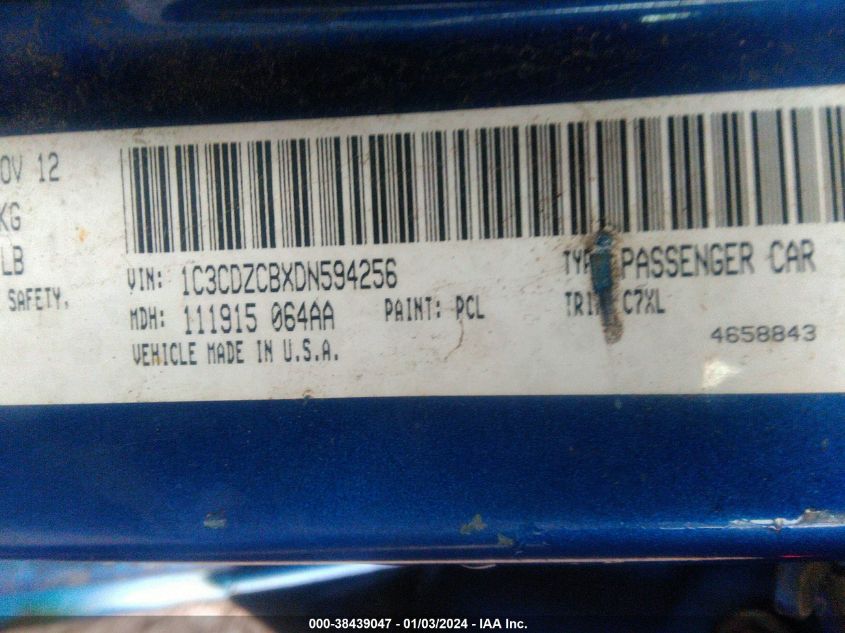 OV 12
KG
LB
SAFETY.
VIN: 1C3CDZCBXDN594256 TYP PASSENGER CAR
MDH: 111915 064AA PAINT: PCL TRI C7XL
VEHICLE MADE IN U.S.A. 4658843
000-38439047 - 01/03/2024 - IAA Inc.